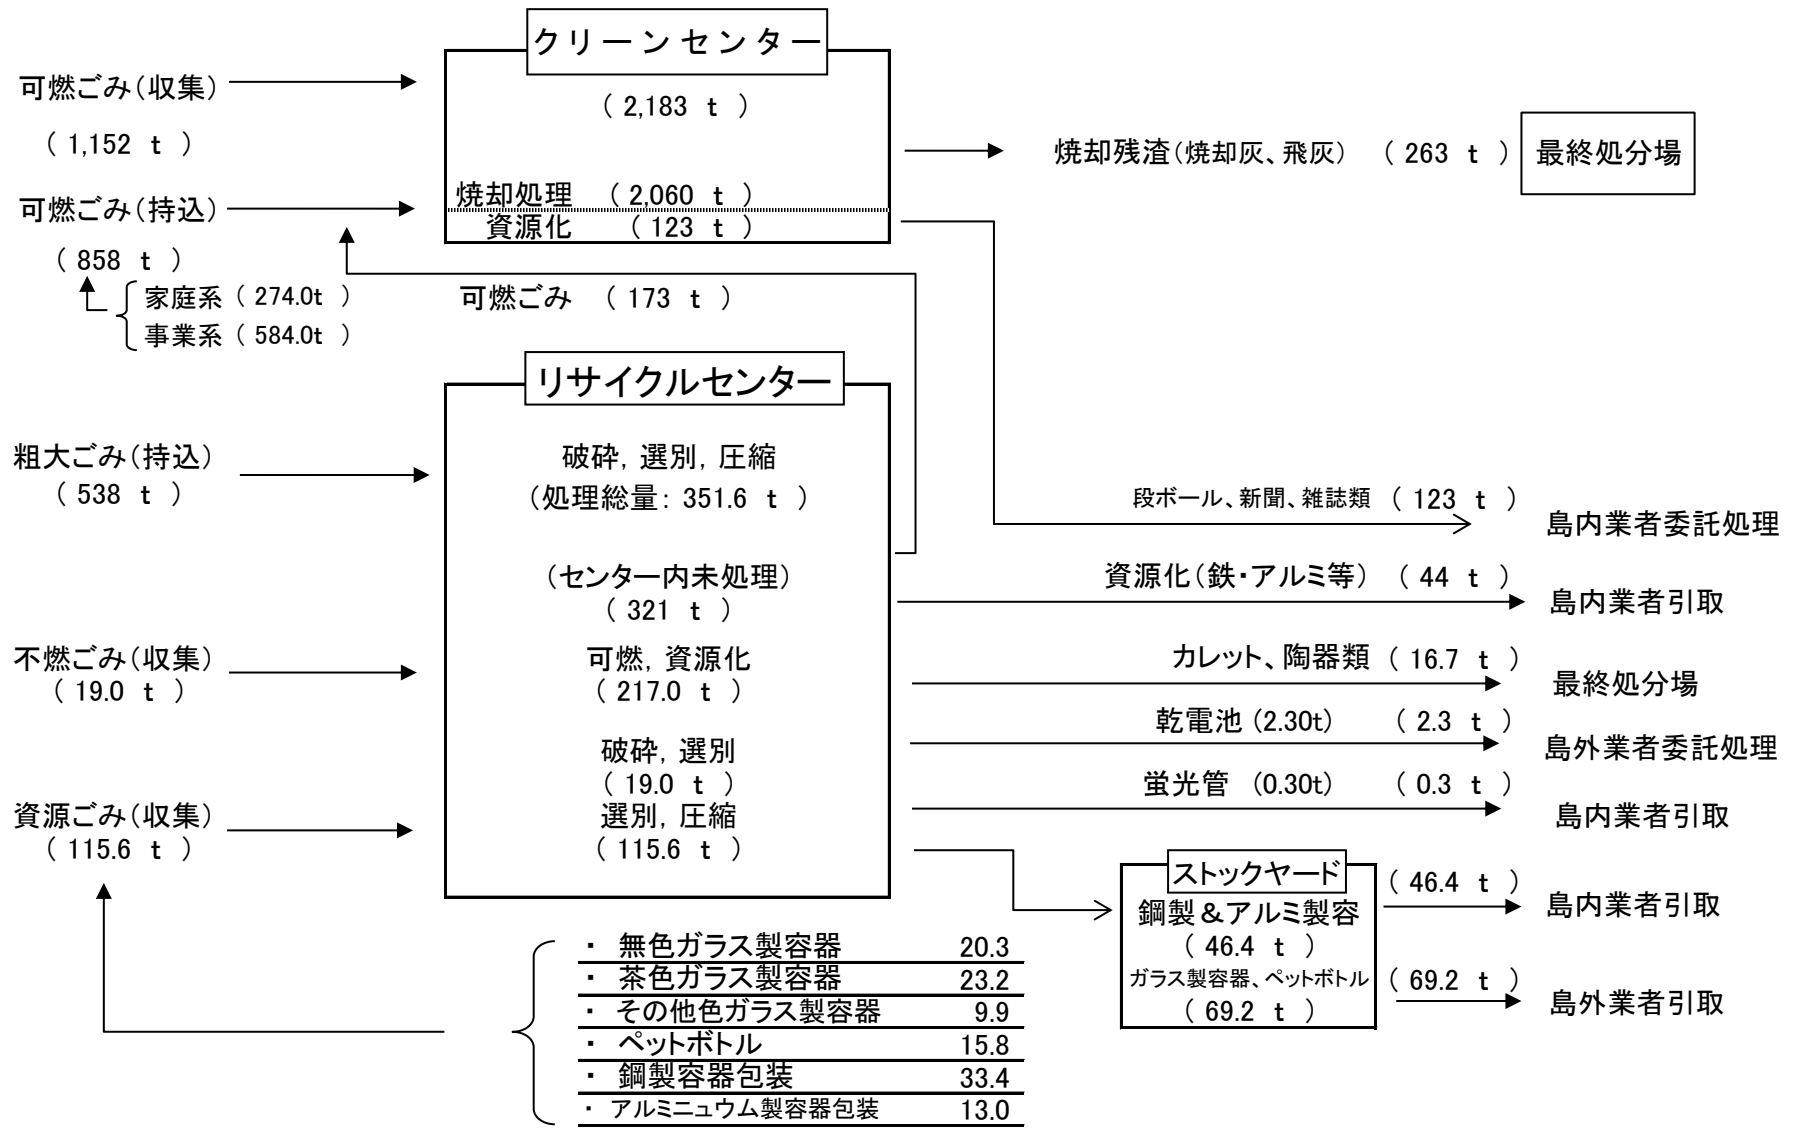 クリーンセンター
可燃ごみ（収集）
（ 1,152 t ）
（ 2,183 t ）
焼却残渣（焼却灰、飛灰） （ 263 t ） 最終処分場
可燃ごみ（持込）
（ 858 t ）
焼却処理 （ 2,060 t ）
資源化 （ 123 t ）
家庭系（ 274.0t ）
事業系（ 584.0t ）
可燃ごみ （ 173 t ）
リサイクルセンター
粗大ごみ（持込）
（ 538 t ）
破砕, 選別, 圧縮
（処理総量： 351.6 t ）
段ボール、新聞、雑誌類 （ 123 t ）
島内業者委託処理
（センター内未処理）
（ 321 t ）
資源化（鉄・アルミ等） （ 44 t ）
島内業者引取
不燃ごみ（収集）
（ 19.0 t ）
可燃, 資源化
（ 217.0 t ）
カレット、陶器類 （ 16.7 t ）
最終処分場
乾電池 (2.30t) （ 2.3 t ）
島外業者委託処理
破砕, 選別
（ 19.0 t ）
蛍光管 (0.30t) （ 0.3 t ）
島内業者引取
資源ごみ（収集）
（ 115.6 t ）
選別, 圧縮
（ 115.6 t ）
ストックヤード
鋼製＆アルミ製容
（ 46.4 t ）
ガラス製容器、ペットボトル
（ 69.2 t ）
（ 46.4 t ）
島内業者引取
（ 69.2 t ）
島外業者引取
・ 無色ガラス製容器 20.3
・ 茶色ガラス製容器 23.2
・ その他色ガラス製容器 9.9
・ ペットボトル 15.8
・ 鋼製容器包装 33.4
・ アルミニュウム製容器包装 13.0